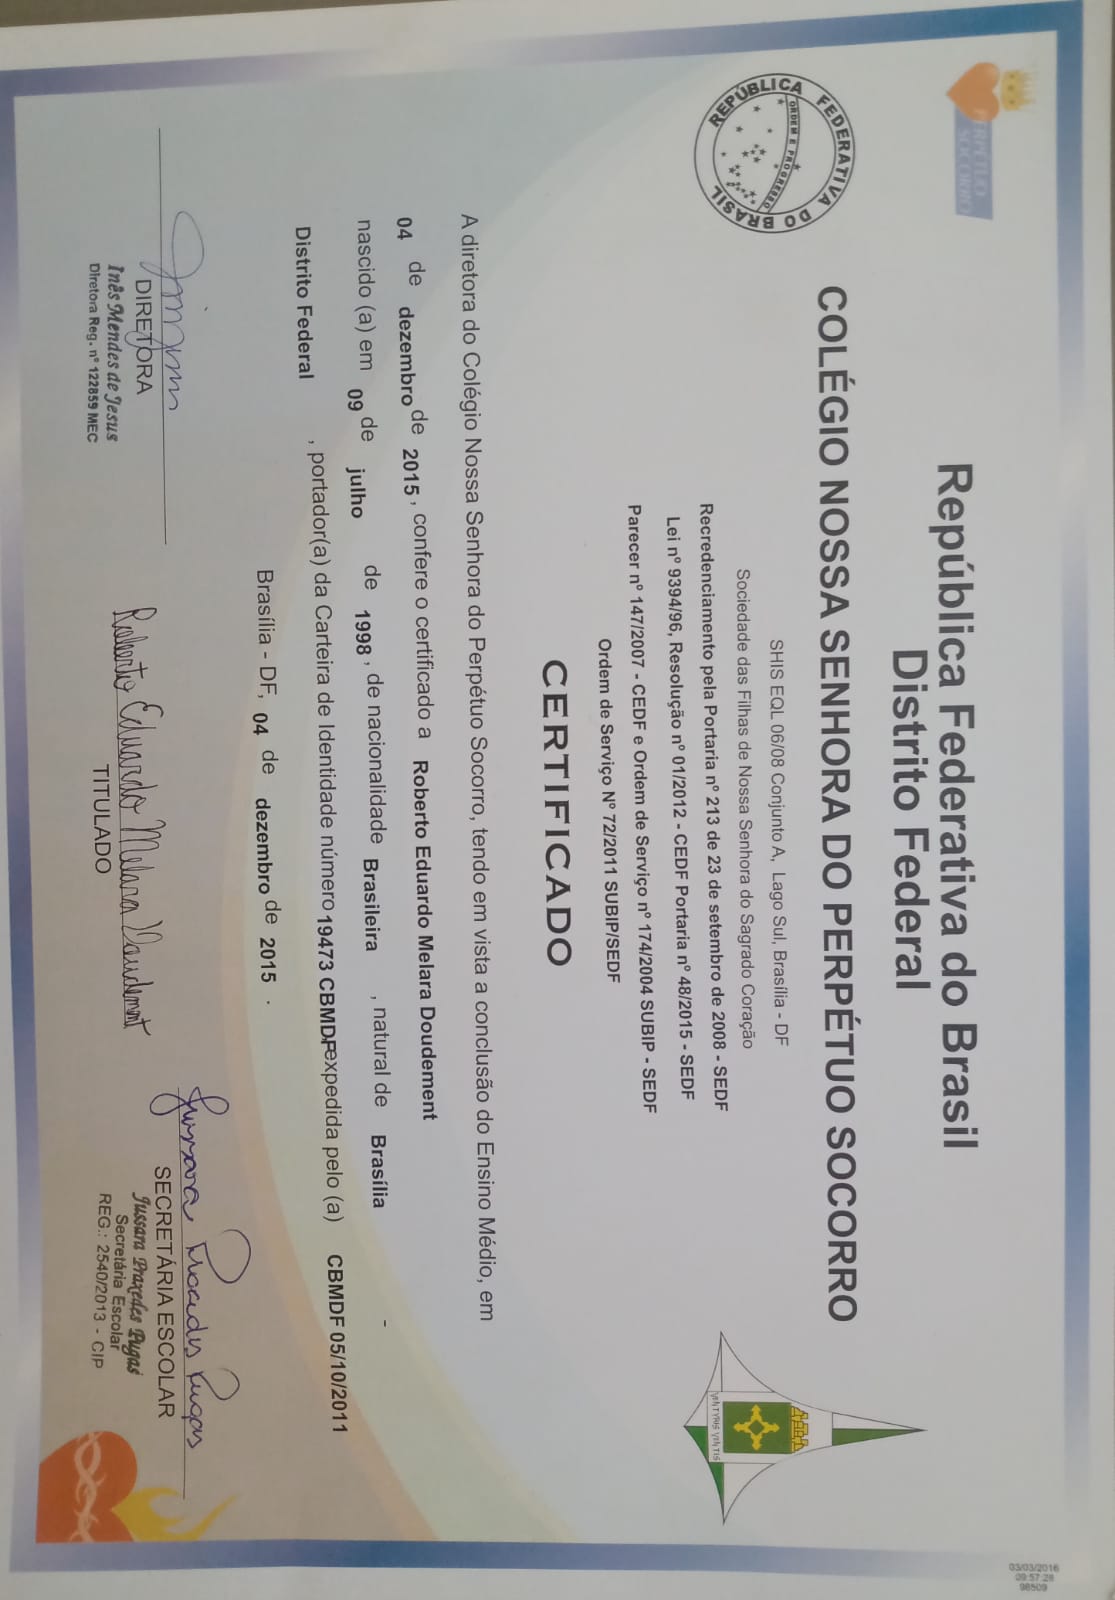 03/03/2016
09:57:29
98509
PERPÉTUO
SOCORRO
República Federativa do Brasil
Distrito Federal
REPÚBLICA FEDERATIVA DO BRASIL
ORDEM E PROGRESSO
COLÉGIO NOSSA SENHORA DO PERPÉTUO SOCORRO
VENTVRIS VENTIS
SHIS EQL 06/08 Conjunto A, Lago Sul, Brasília - DF
Sociedade das Filhas de Nossa Senhora do Sagrado Coração
Recredenciamento pela Portaria nº 213 de 23 de setembro de 2008 - SEDF
Lei nº 9394/96, Resolução nº 01/2012 - CEDF Portaria nº 48/2015 - SEDF
Parecer nº 147/2007 - CEDF e Ordem de Serviço nº 174/2004 SUBIP - SEDF
Ordem de Serviço Nº 72/2011 SUBIP/SEDF
CERTIFICADO
A diretora do Colégio Nossa Senhora do Perpétuo Socorro, tendo em vista a conclusão do Ensino Médio, em
04 de dezembro de 2015, confere o certificado a Roberto Eduardo Melara Doudement
nascido (a) em 09 de julho de 1998, de nacionalidade Brasileira, natural de Brasília -
Distrito Federal, portador(a) da Carteira de Identidade número 19473 CBMDF expedida pelo (a) CBMDF 05/10/2011
Brasília - DF, 04 de dezembro de 2015.
Jussara Praxedes Pugas
DIRETORA
Inês Mendes de Jesus
Diretora Reg. nº 122859 MEC
Roberto Eduardo Melara Doudement
TITULADO
SECRETÁRIA ESCOLAR
Jussara Praxedes Pugas
Secretária Escolar
REG.: 2540/2013 - CIP